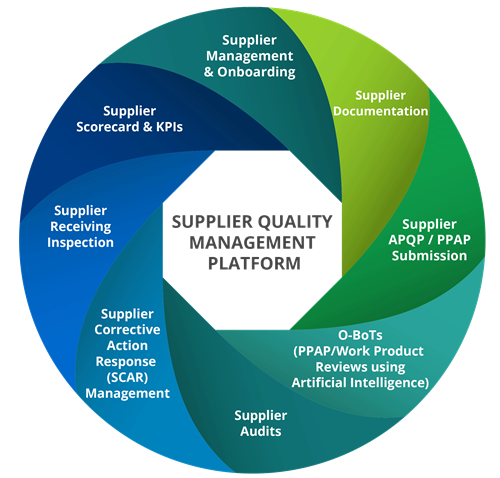 Supplier
Management
& Onboarding
Supplier
Documentation
Supplier
APQP / PPAP
Submission
O-BoTs
(PPAP/Work Product
Reviews using
Artificial Intelligence)
Supplier
Audits
Supplier
Corrective
Action
Response
(SCAR)
Management
Supplier
Receiving
Inspection
Supplier
Scorecard & KPIs
SUPPLIER QUALITY
MANAGEMENT
PLATFORM